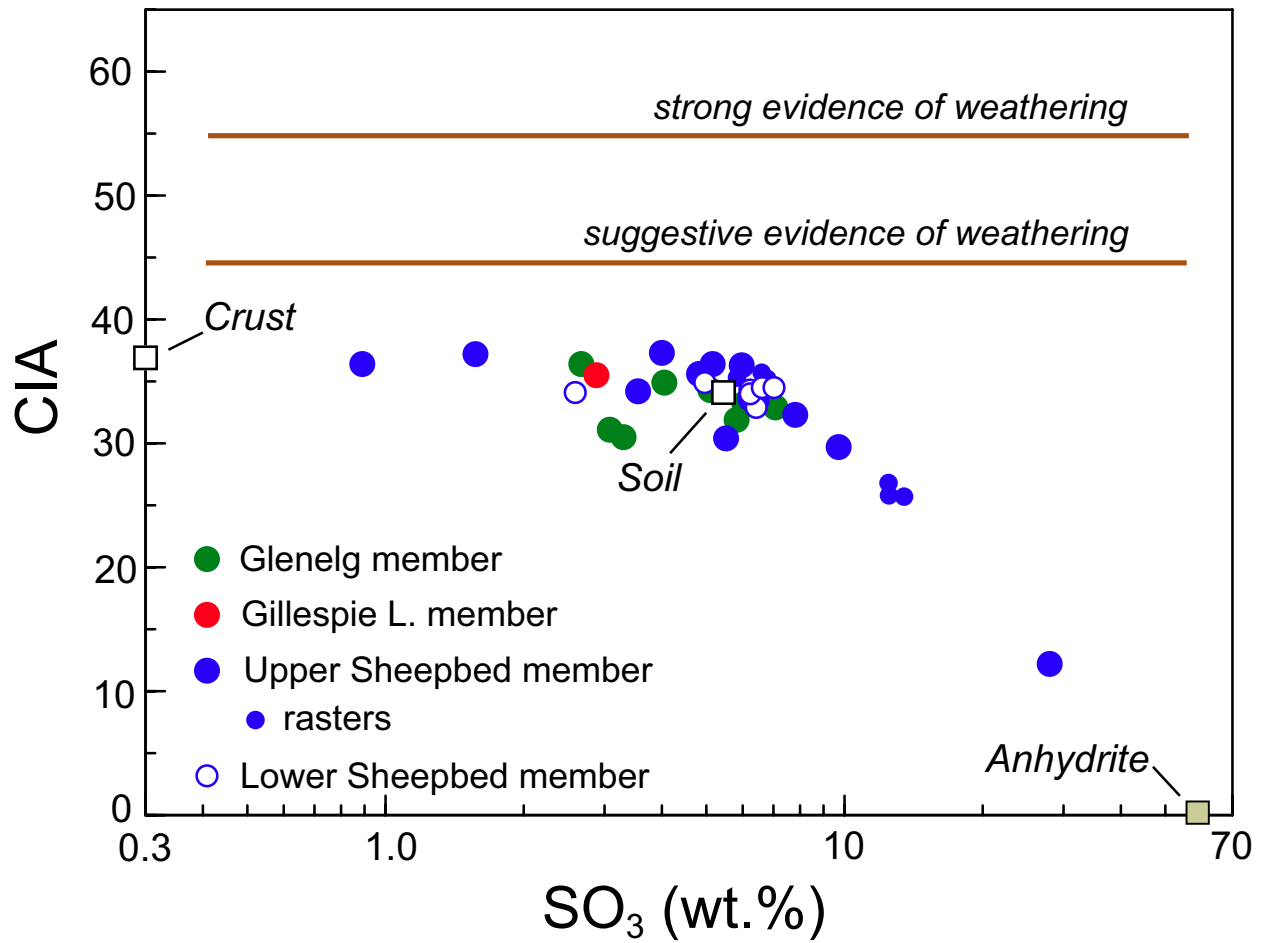 60
strong evidence of weathering
50
suggestive evidence of weathering
40
Crust
CIA
30
Soil
Glenelg member
20
Gillespie L. member
Upper Sheepbed member
10
rasters
Anhydrite
Lower Sheepbed member
0
0.3 1.0 10 70
SO₃ (wt.%)